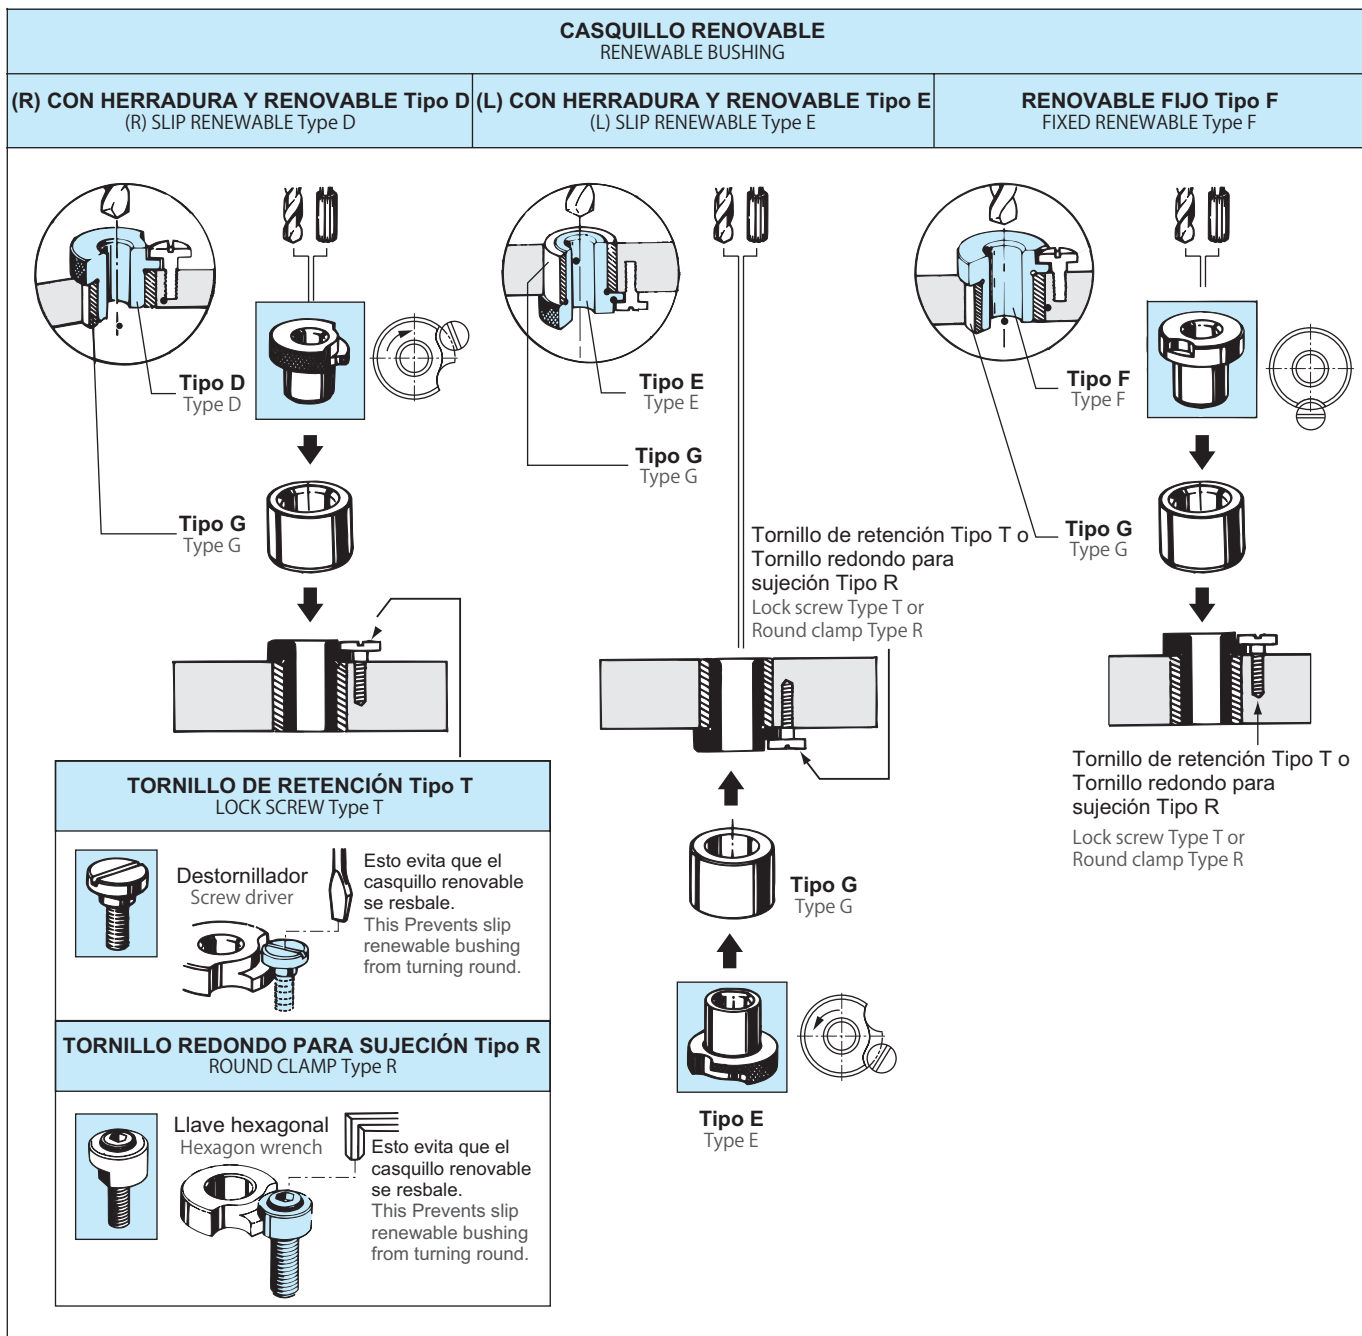 CASQUILLO RENOVABLE
RENEWABLE BUSHING
(R) CON HERRADURA Y RENOVABLE Tipo D
(R) SLIP RENEWABLE Type D
(L) CON HERRADURA Y RENOVABLE Tipo E
(L) SLIP RENEWABLE Type E
RENOVABLE FIJO Tipo F
FIXED RENEWABLE Type F
Tipo D
Type D
Tipo G
Type G
Tipo E
Type E
Tipo G
Type G
Tornillo de retención Tipo T o
Tornillo redondo para
sujeción Tipo R
Lock screw Type T or
Round clamp Type R
Tipo G
Type G
Tipo E
Type E
Tipo F
Type F
Tipo G
Type G
Tornillo de retención Tipo T o
Tornillo redondo para
sujeción Tipo R
Lock screw Type T or
Round clamp Type R
TORNILLO DE RETENCIÓN Tipo T
LOCK SCREW Type T
Destornillador
Screw driver
Esto evita que el
casquillo renovable
se resbale.
This Prevents slip
renewable bushing
from turning round.
TORNILLO REDONDO PARA SUJECIÓN Tipo R
ROUND CLAMP Type R
Llave hexagonal
Hexagon wrench
Esto evita que el
casquillo renovable
se resbale.
This Prevents slip
renewable bushing
from turning round.